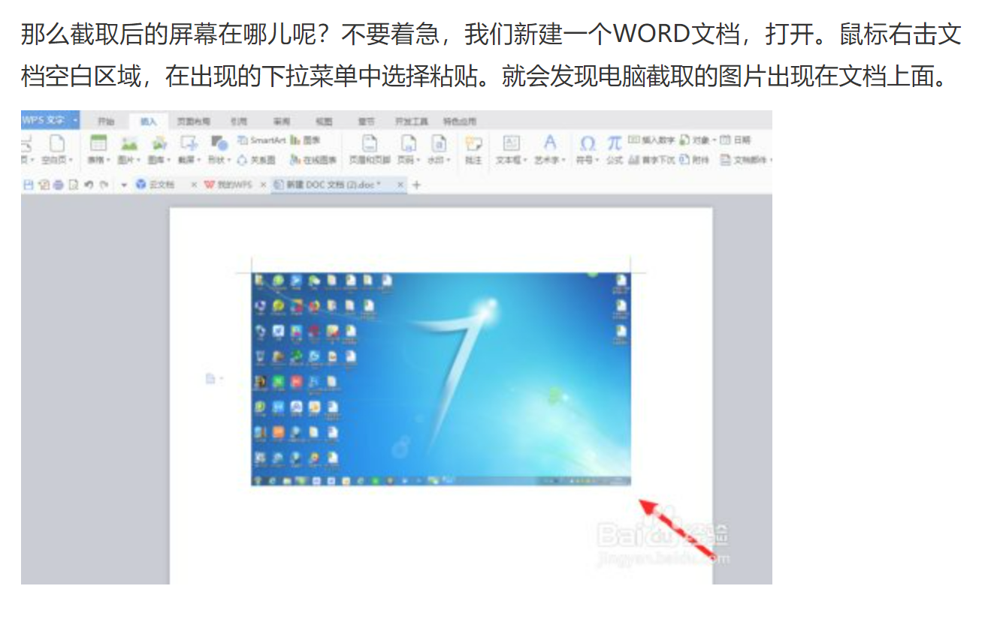 那么截取后的屏幕在哪儿呢？不要着急，我们新建一个WORD文档，打开。鼠标右击文
档空白区域，在出现的下拉菜单中选择粘贴。就会发现电脑截取的图片出现在文档上面。
WPS 文字 开始 插入 页面布局 引用 审阅 视图 章节 开发工具 特色应用
SmartArt 图表 插入数字 对象 日期
页 空白页 表格 图片 图库 截屏 形状 关系图 在线图表 页眉和页脚 页码 水印 批注 文本框 艺术字 符号 公式 首字下沉 附件 文档部件
云文档 我的WPS 新建 DOC 文档 (2).doc *
Baidu 经验
jingyan.baidu.com